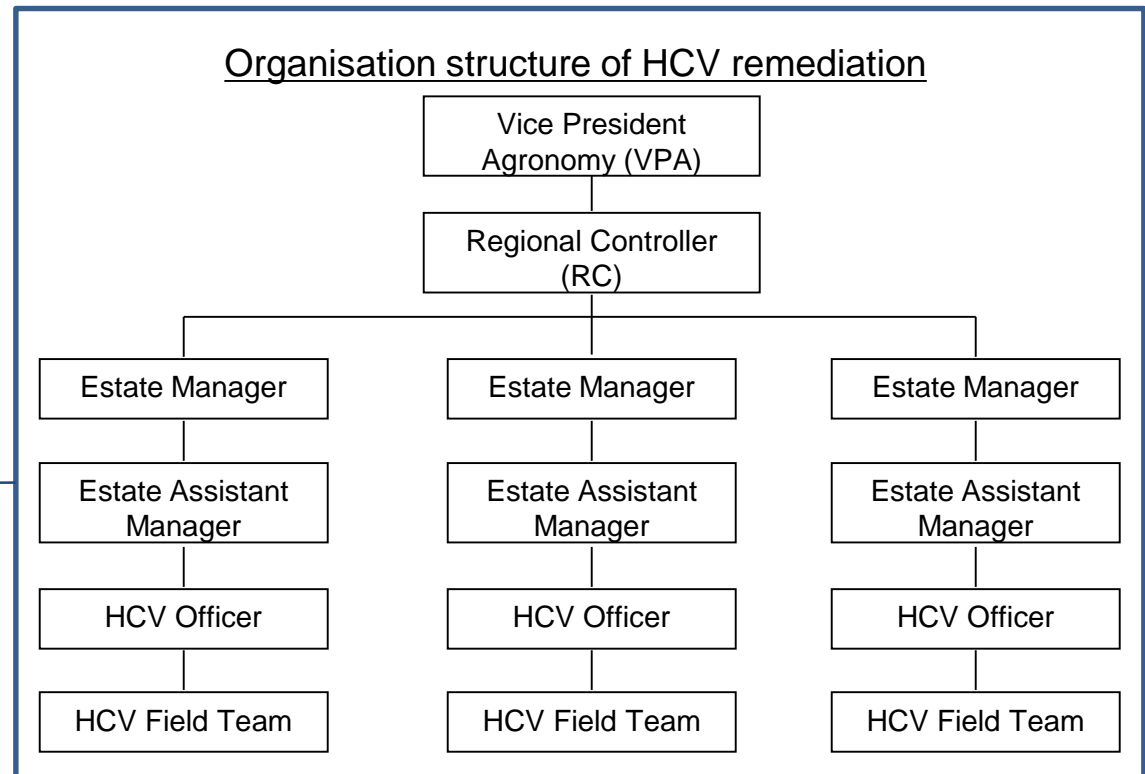 Organisation structure of HCV remediation
Vice President
Agronomy (VPA)
Regional Controller
(RC)
Estate Manager
Estate Manager
Estate Manager
Estate Assistant
Manager
Estate Assistant
Manager
Estate Assistant
Manager
HCV Officer
HCV Officer
HCV Officer
HCV Field Team
HCV Field Team
HCV Field Team